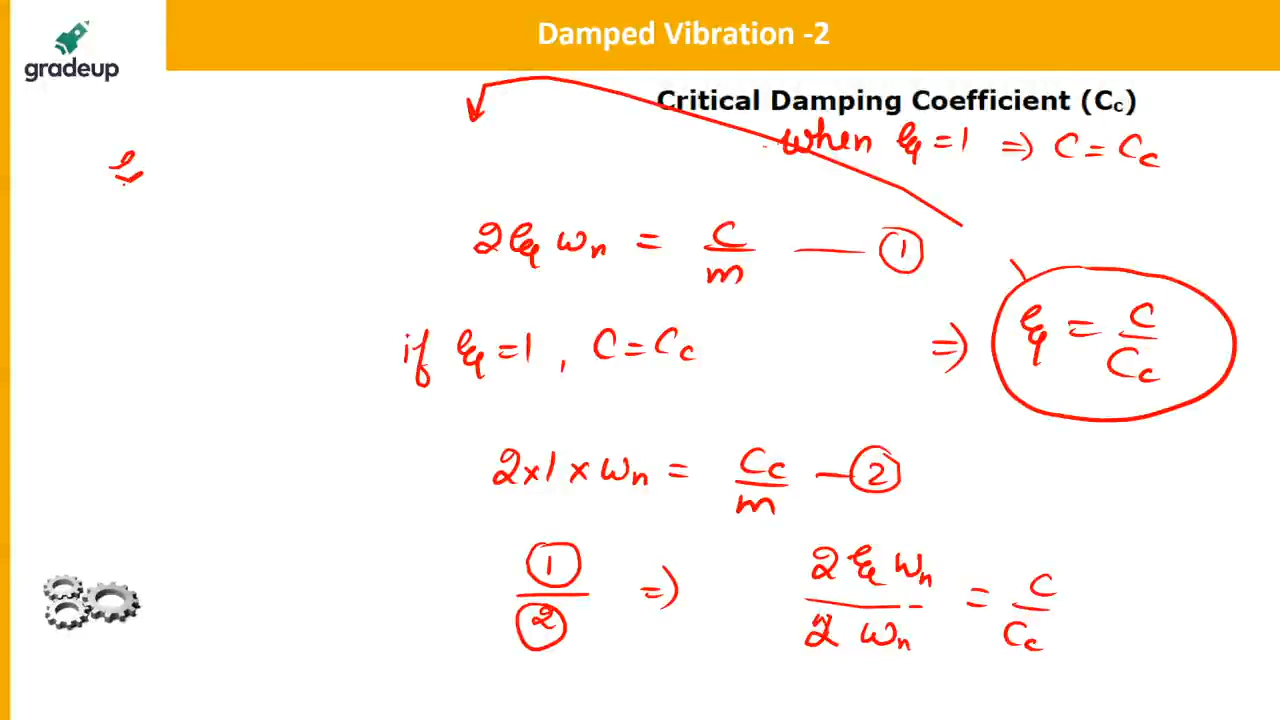 gradeup
Damped Vibration -2
Critical Damping Coefficient (Cc)
when ξ = 1 ⇒ C = Cc
ξ
2ξ ωn = C/m — ①
if ξ = 1, C = Cc
⇒ ξ = C/Cc
2 × 1 × ωn = Cc/m — ②
①/② ⇒ 2ξ ωn / 2 ωn = C/Cc